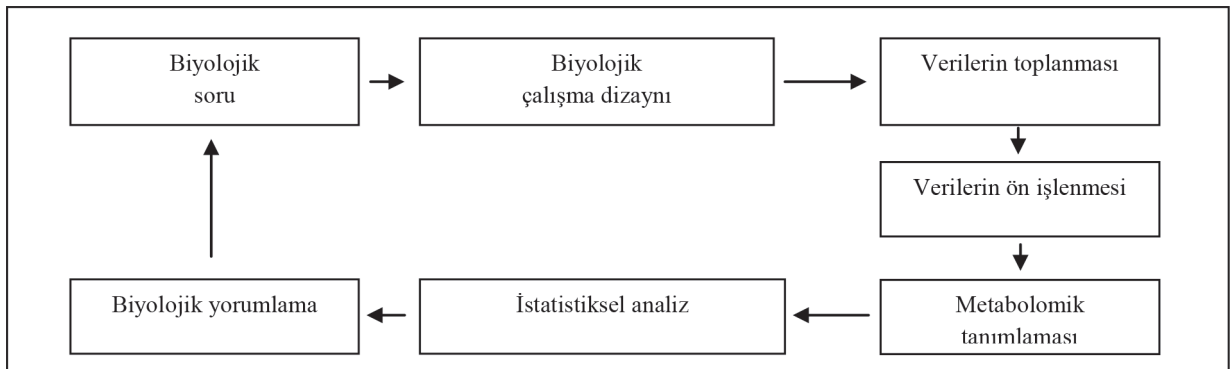 Biyolojik
soru
Biyolojik
çalışma dizaynı
Verilerin toplanması
Verilerin ön işlenmesi
Metabolomik
tanımlaması
İstatistiksel analiz
Biyolojik yorumlama